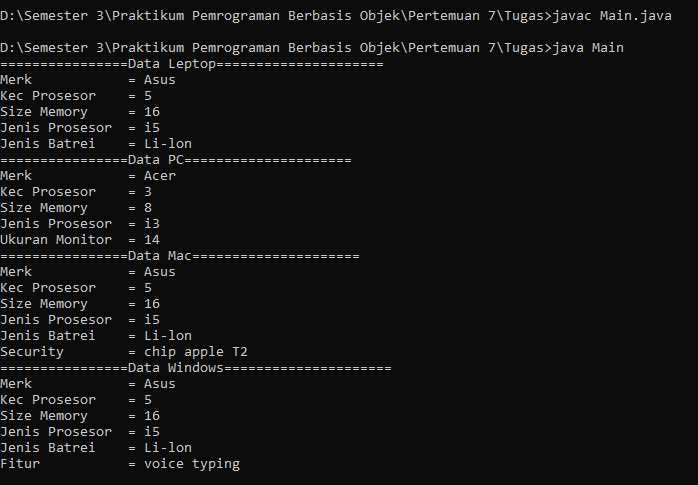 D:\Semester 3\Praktikum Pemrograman Berbasis Objek\Pertemuan 7\Tugas>javac Main.java
D:\Semester 3\Praktikum Pemrograman Berbasis Objek\Pertemuan 7\Tugas>java Main
================Data Leptop=====================
Merk            = Asus
Kec Prosesor    = 5
Size Memory     = 16
Jenis Prosesor  = i5
Jenis Batrei    = Li-lon
================Data PC=====================
Merk            = Acer
Kec Prosesor    = 3
Size Memory     = 8
Jenis Prosesor  = i3
Ukuran Monitor  = 14
================Data Mac=====================
Merk            = Asus
Kec Prosesor    = 5
Size Memory     = 16
Jenis Prosesor  = i5
Jenis Batrei    = Li-lon
Security        = chip apple T2
================Data Windows=====================
Merk            = Asus
Kec Prosesor    = 5
Size Memory     = 16
Jenis Prosesor  = i5
Jenis Batrei    = Li-lon
Fitur           = voice typing